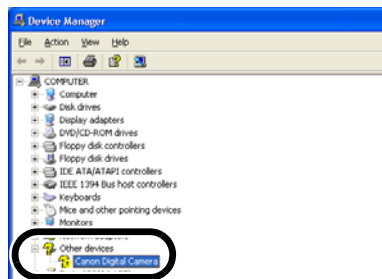 Device Manager
File Action View Help
COMPUTER
Computer
Disk drives
Display adapters
DVD/CD-ROM drives
Floppy disk controllers
Floppy disk drives
IDE ATA/ATAPI controllers
IEEE 1394 Bus host controllers
Keyboards
Mice and other pointing devices
Monitors
Network adapters
Other devices
Canon Digital Camera